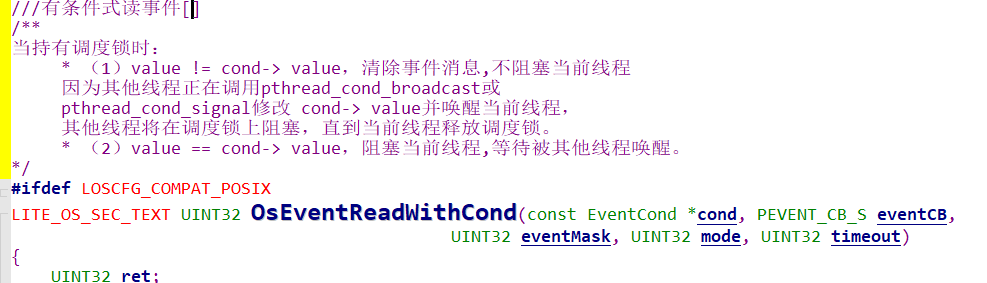 ///有条件式读事件[]
/**
当持有调度锁时:
* （1）value != cond-> value，清除事件消息,不阻塞当前线程
因为其他线程正在调用pthread_cond_broadcast或
pthread_cond_signal修改 cond-> value并唤醒当前线程，
其他线程将在调度锁上阻塞，直到当前线程释放调度锁。
* （2）value == cond-> value，阻塞当前线程,等待被其他线程唤醒。
*/
#ifdef LOSCFG_COMPAT_POSIX
LITE_OS_SEC_TEXT UINT32 OsEventReadWithCond(const EventCond *cond, PEVENT_CB_S eventCB,
UINT32 eventMask, UINT32 mode, UINT32 timeout)
{
UINT32 ret;